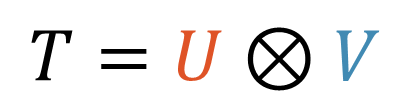 T = U ⊗ V